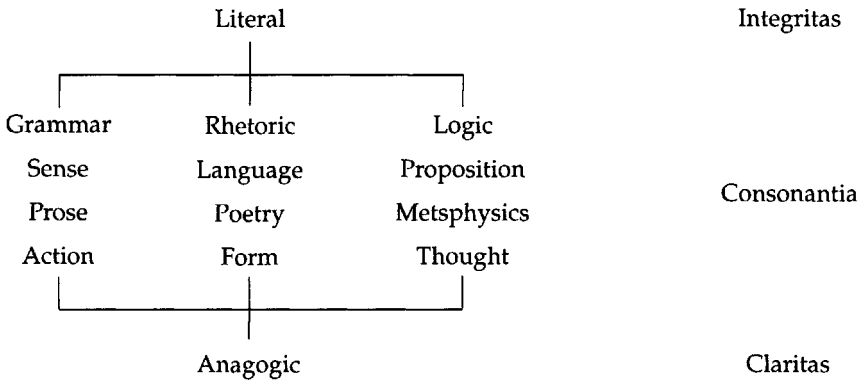 Literal Integritas
Grammar Rhetoric Logic
Sense Language Proposition
Consonantia
Prose Poetry Metsphysics
Action Form Thought
Anagogic Claritas